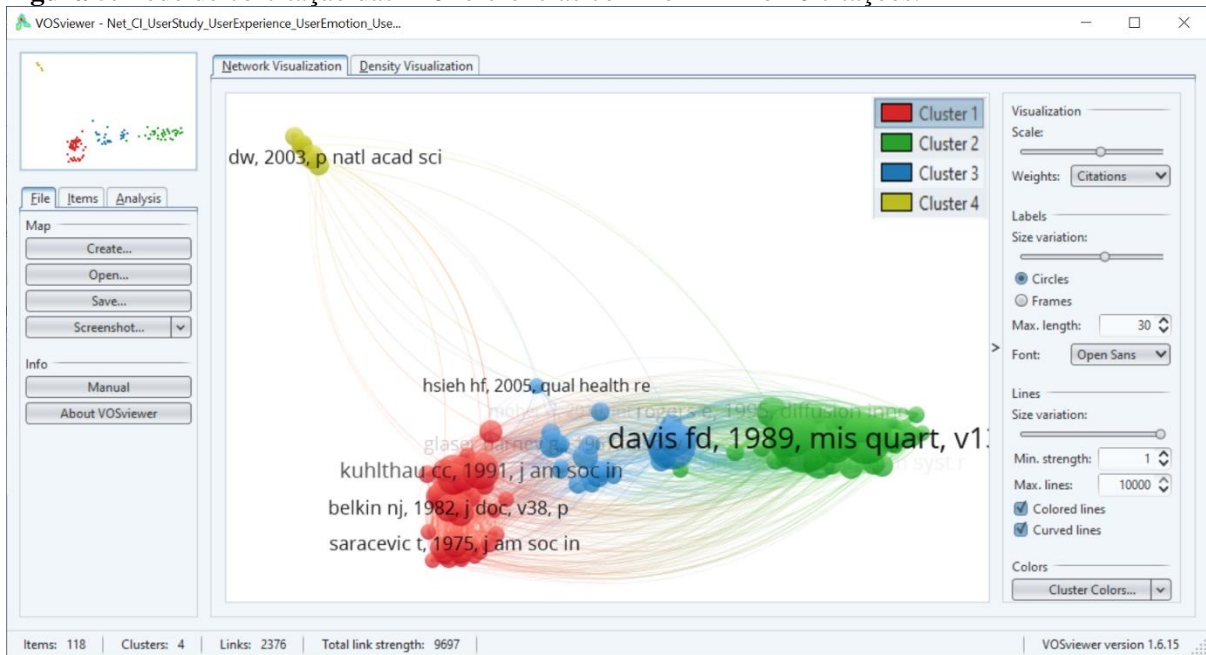 VOSviewer - Net_CI_UserStudy_UserExperience_UserEmotion_Use...
Network Visualization
Density Visualization
File
Items
Analysis
Map
Create...
Open...
Save...
Screenshot...
Info
Manual
About VOSviewer
Cluster 1
Cluster 2
Cluster 3
Cluster 4
dw, 2003, p natl acad sci
hsieh hf, 2005, qual health re
rogers e, 1995, diffusion inno
davis fd, 1989, mis quart, v13
glaser barney g,
kuhlthau cc, 1991, j am soc in
belkin nj, 1982, j doc, v38, p
saracevic t, 1975, j am soc in
syst r
>
Visualization
Scale:
Weights: Citations
Labels
Size variation:
Circles
Frames
Max. length: 30
Font: Open Sans
Lines
Size variation:
Min. strength: 1
Max. lines: 10000
Colored lines
Curved lines
Colors
Cluster Colors...
Items: 118 Clusters: 4 Links: 2376 Total link strength: 9697 VOSviewer version 1.6.15